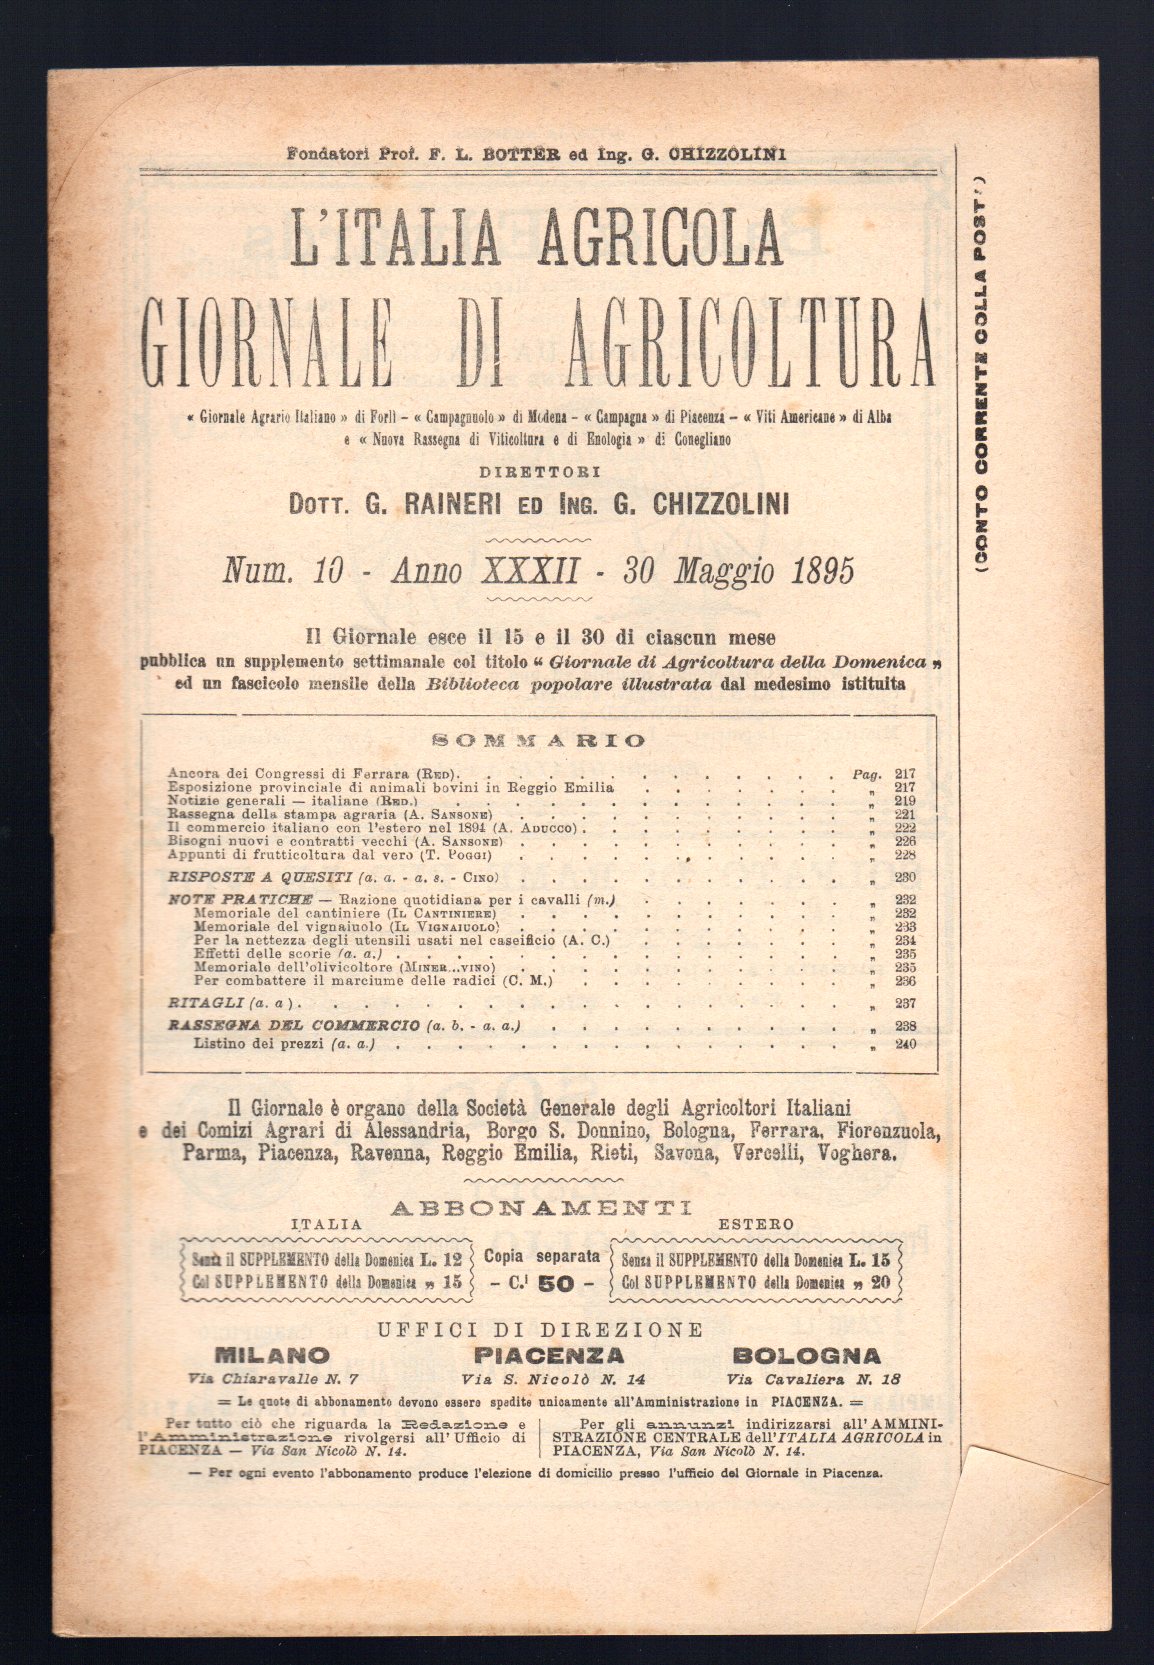 Fondatori Prof. F. L. BOTTER ed Ing. G. CHIZZOLINI
L'ITALIA AGRICOLA
GIORNALE DI AGRICOLTURA
« Giornale Agrario Italiano » di Forlì – « Campagnuolo » di Modena – « Campagna » di Piacenza – « Viti Americane » di Alba
e « Nuova Rassegna di Viticoltura e di Enologia » di Conegliano
DIRETTORI
DOTT. G. RAINERI ED ING. G. CHIZZOLINI
Num. 10 - Anno XXXII - 30 Maggio 1895
Il Giornale esce il 15 e il 30 di ciascun mese
pubblica un supplemento settimanale col titolo “ Giornale di Agricoltura della Domenica „
ed un fascicolo mensile della Biblioteca popolare illustrata dal medesimo istituita
SOMMARIO
Ancora dei Congressi di Ferrara (RED). . . . . . . . . . . . . . Pag. 217
Esposizione provinciale di animali bovini in Reggio Emilia . . . . . . . „ 217
Notizie generali — italiane (RED.) . . . . . . . . . . . . . „ 219
Rassegna della stampa agraria (A. SANSONE) . . . . . . . . . . . „ 221
Il commercio italiano con l'estero nel 1894 (A. ADUCCO) . . . . . . . . . „ 222
Bisogni nuovi e contratti vecchi (A. SANSONE) . . . . . . . . . . . „ 226
Appunti di frutticoltura dal vero (T. POGGI) . . . . . . . . . . . „ 228
RISPOSTE A QUESITI (a. a. - a. s. - CINO) . . . . . . . . . . . „ 230
NOTE PRATICHE — Razione quotidiana per i cavalli (m.) . . . . . . . „ 232
Memoriale del cantiniere (IL CANTINIERE) . . . . . . . . . . . „ 232
Memoriale del vignaiuolo (IL VIGNAIUOLO) . . . . . . . . . . . „ 233
Per la nettezza degli utensili usati nel caseificio (A. C.) . . . . . . . „ 234
Effetti delle scorie (a. a.) . . . . . . . . . . . . . . . „ 235
Memoriale dell'olivicoltore (MINER...VINO) . . . . . . . . . . . „ 235
Per combattere il marciume delle radici (C. M.) . . . . . . . . . „ 236
RITAGLI (a. a ) . . . . . . . . . . . . . . . . . . „ 237
RASSEGNA DEL COMMERCIO (a. b. - a. a.) . . . . . . . . . . „ 238
Listino dei prezzi (a. a.) . . . . . . . . . . . . . . . „ 240
Il Giornale è organo della Società Generale degli Agricoltori Italiani
e dei Comizi Agrari di Alessandria, Borgo S. Donnino, Bologna, Ferrara, Fiorenzuola,
Parma, Piacenza, Ravenna, Reggio Emilia, Rieti, Savona, Vercelli, Voghera.
ABBONAMENTI
ITALIA
Senza il SUPPLEMENTO della Domenica L. 12
Col SUPPLEMENTO della Domenica „ 15
Copia separata
– C.i 50 –
ESTERO
Senza il SUPPLEMENTO della Domenica L. 15
Col SUPPLEMENTO della Domenica „ 20
UFFICI DI DIREZIONE
MILANO PIACENZA BOLOGNA
Via Chiaravalle N. 7 Via S. Nicolò N. 14 Via Cavaliera N. 18
= Le quote di abbonamento devono essere spedite unicamente all'Amministrazione in PIACENZA. =
Per tutto ciò che riguarda la Redazione e
l'Amministrazione rivolgersi all'Ufficio di
PIACENZA — Via San Nicolò N. 14.
Per gli annunzi indirizzarsi all'AMMINI-
STRAZIONE CENTRALE dell'ITALIA AGRICOLA in
PIACENZA, Via San Nicolò N. 14.
— Per ogni evento l'abbonamento produce l'elezione di domicilio presso l'ufficio del Giornale in Piacenza.
(CONTO CORRENTE COLLA POSTA)